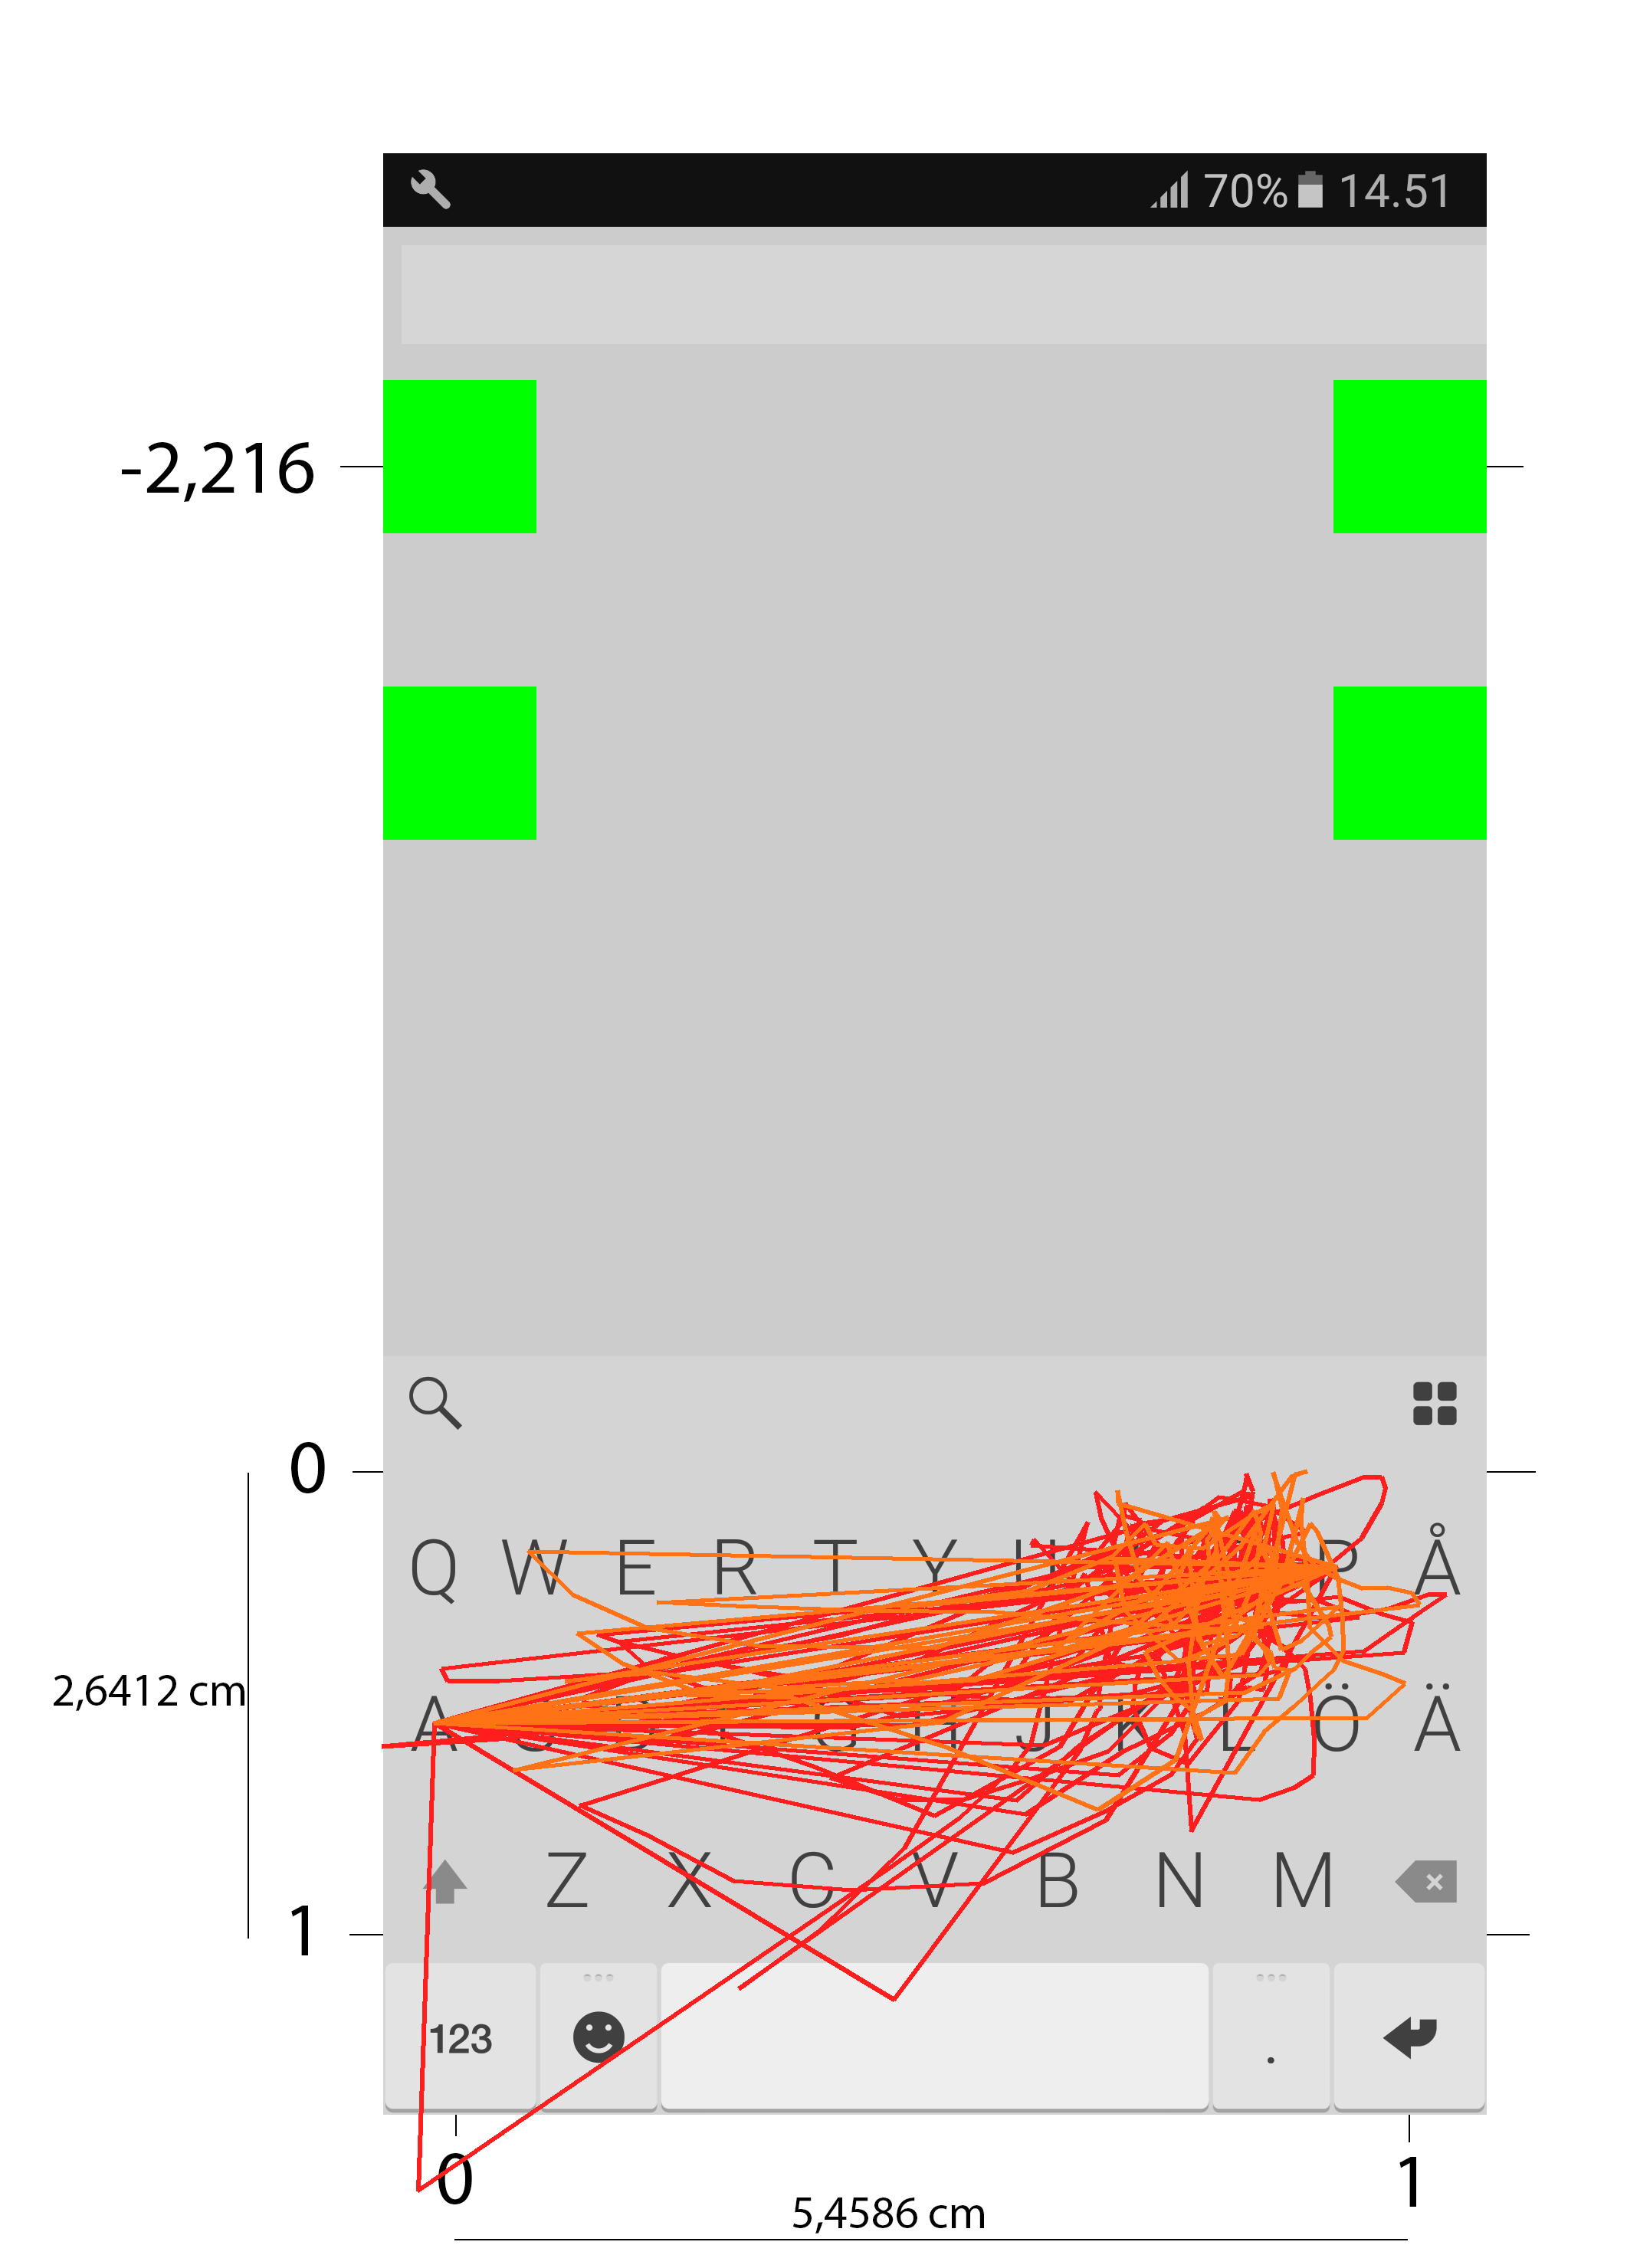 70% 14.51
-2,216
0
Q W E R T Y U P Å
2,6412 cm
A S D F G H J K L Ö Ä
Z X C V B N M
1
123 .
0 1
5,4586 cm